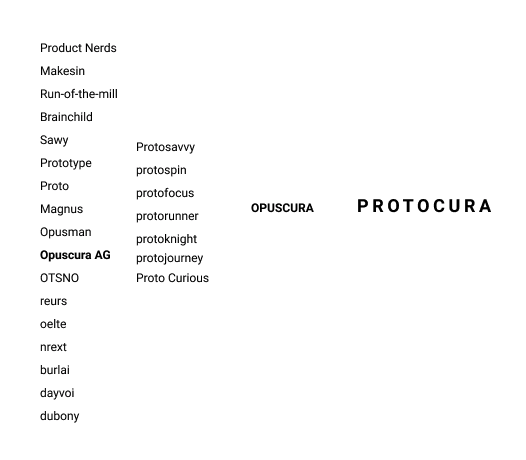 Product Nerds
Makesin
Run-of-the-mill
Brainchild
Sawy
Prototype
Proto
Magnus
Opusman
Opuscura AG
OTSNO
reurs
oelte
nrext
burlai
dayvoi
dubony
Protosavvy
protospin
protofocus
protorunner
protoknight
protojourney
Proto Curious
OPUSCURA
PROTOCURA